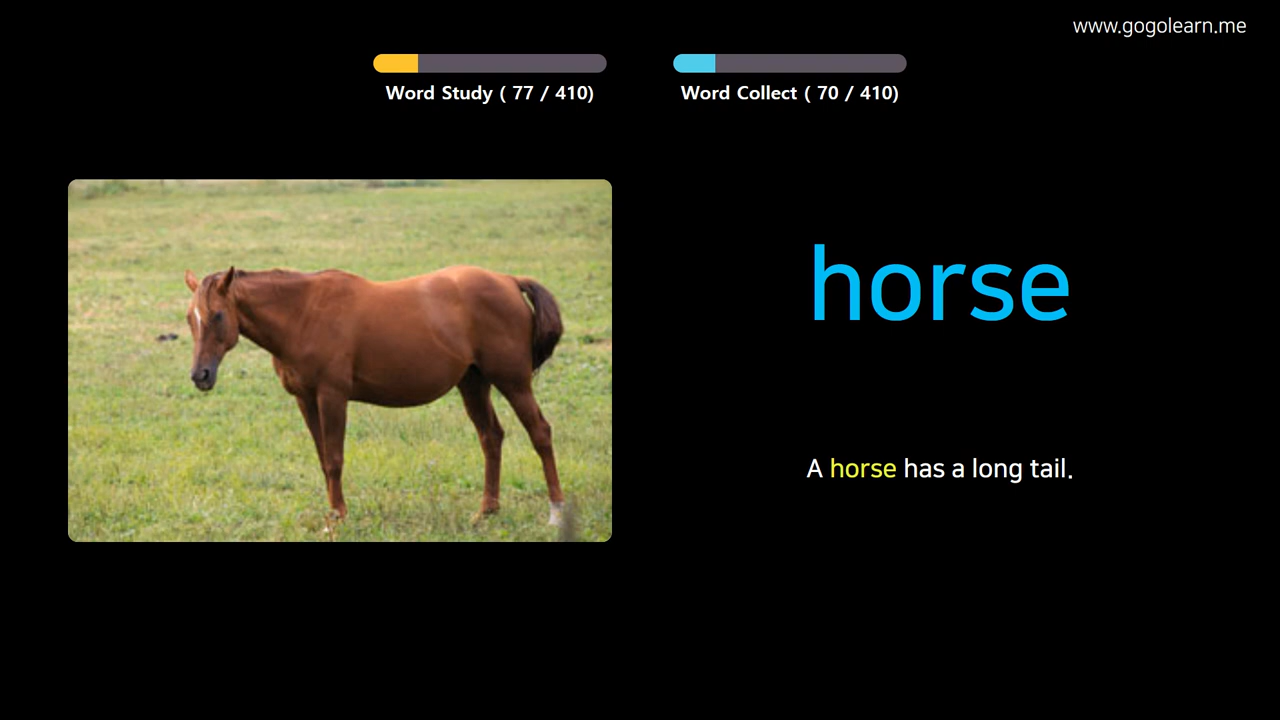 www.gogolearn.me
Word Study ( 77 / 410)
Word Collect ( 70 / 410)
horse
A horse has a long tail.